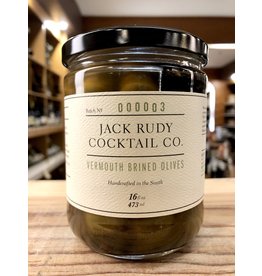 Batch Nº 000003
JACK RUDY
COCKTAIL CO.
VERMOUTH BRINED OLIVES
Handcrafted in the South
16 fl oz
473 ml